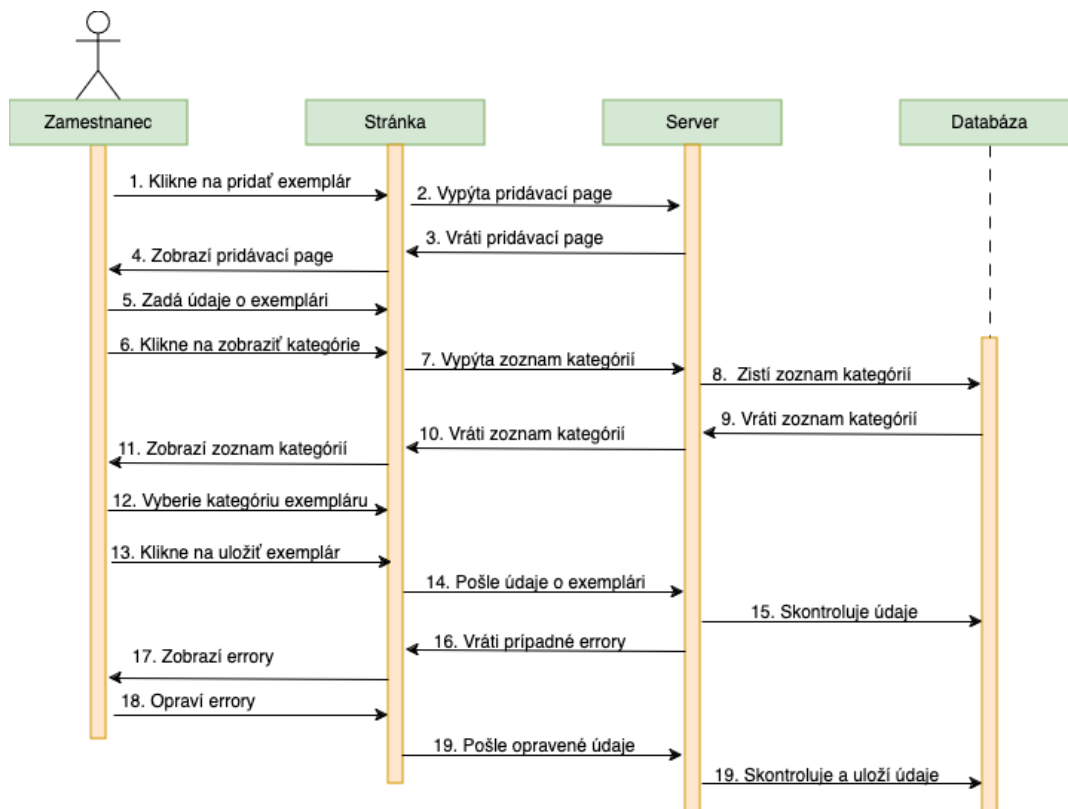 Zamestnanec
Stránka
Server
Databáza
1. Klikne na pridať exemplár
2. Vypýta pridávací page
3. Vráti pridávací page
4. Zobrazí pridávací page
5. Zadá údaje o exemplári
6. Klikne na zobraziť kategórie
7. Vypýta zoznam kategórií
8. Zistí zoznam kategórií
9. Vráti zoznam kategórií
10. Vráti zoznam kategórií
11. Zobrazí zoznam kategórií
12. Vyberie kategóriu exempláru
13. Klikne na uložiť exemplár
14. Pošle údaje o exemplári
15. Skontroluje údaje
16. Vráti prípadné errory
17. Zobrazí errory
18. Opraví errory
19. Pošle opravené údaje
19. Skontroluje a uloží údaje